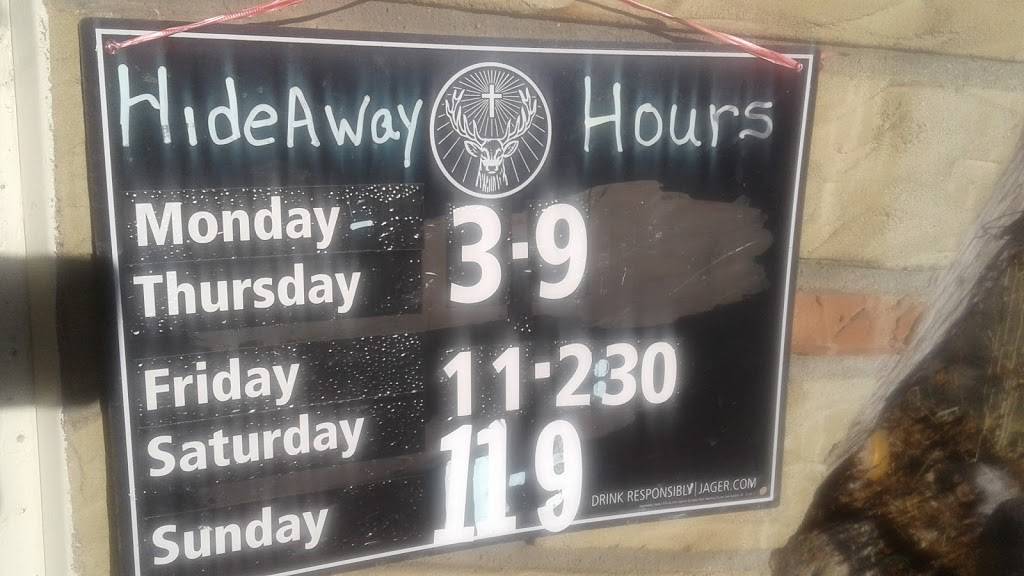 HideAway Hours
Monday- 3-9
Thursday
Friday 11-2:30
Saturday
Sunday 11-9
DRINK RESPONSIBLY | JAGER.COM